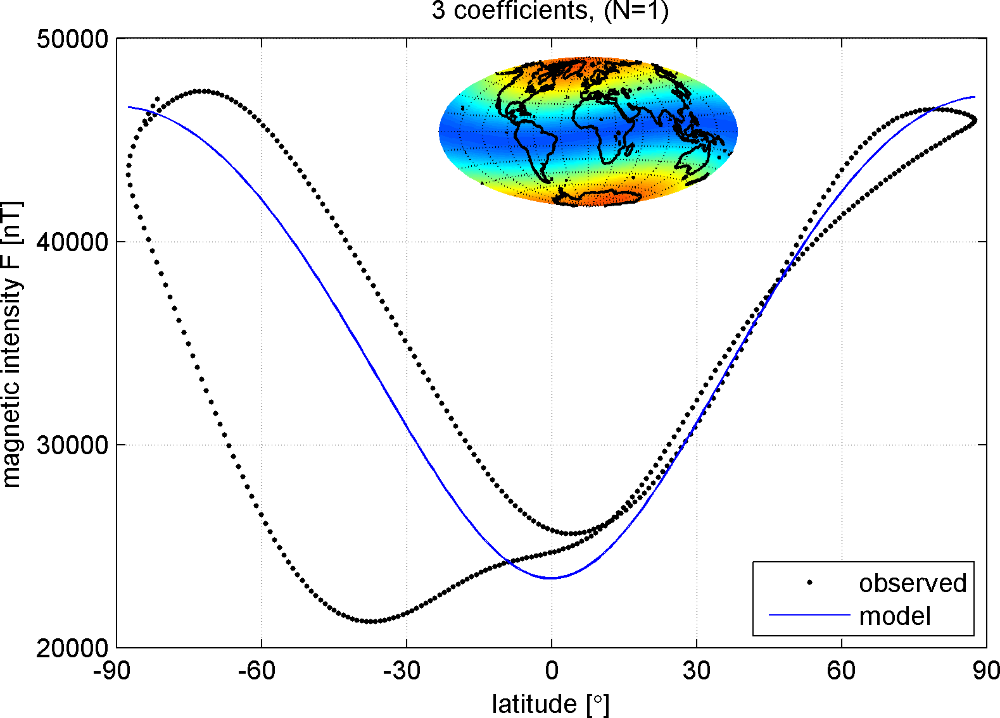 3 coefficients, (N=1)
50000
40000
30000
20000
magnetic intensity F [nT]
-90 -60 -30 0 30 60 90
latitude [°]
observed
model